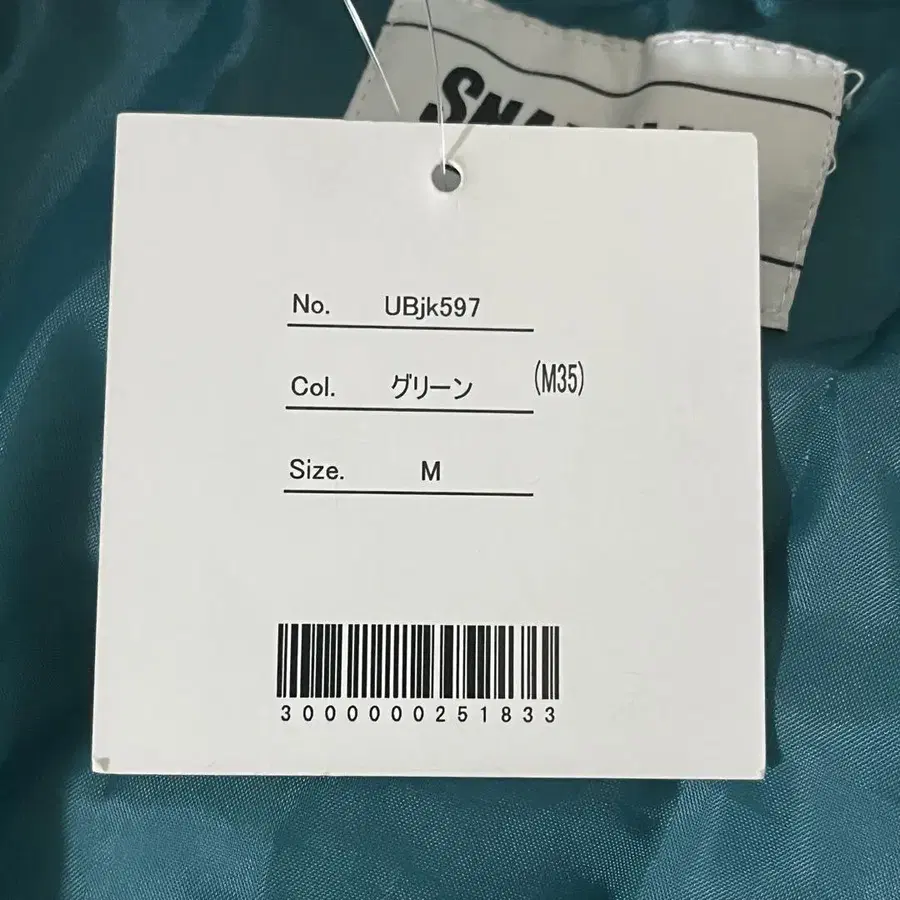 No. UBjk597
Col. グリーン (M35)
Size. M
3000000251833